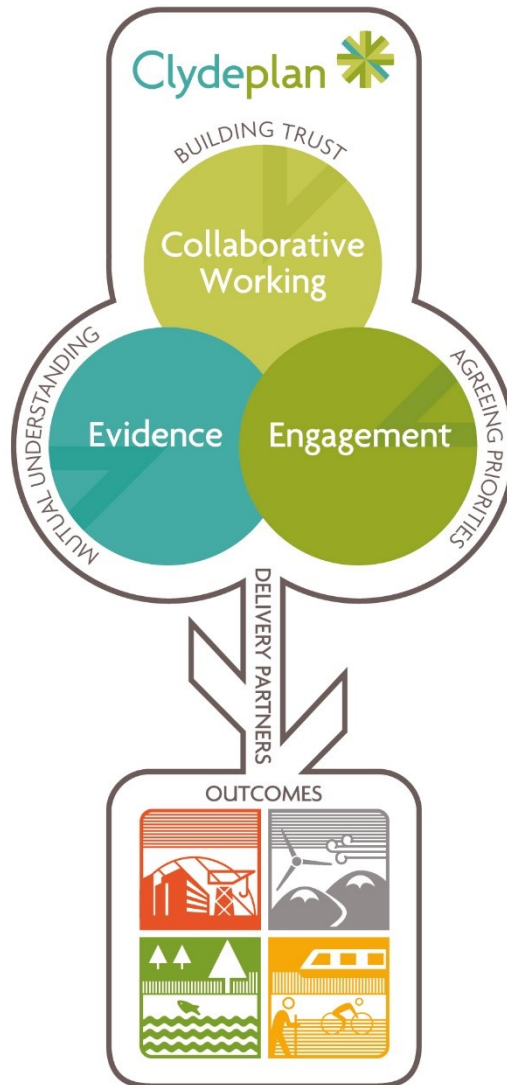 Clydeplan
BUILDING TRUST
Collaborative
Working
MUTUAL UNDERSTANDING
Evidence
Engagement
AGREEING PRIORITIES
DELIVERY PARTNERS
OUTCOMES